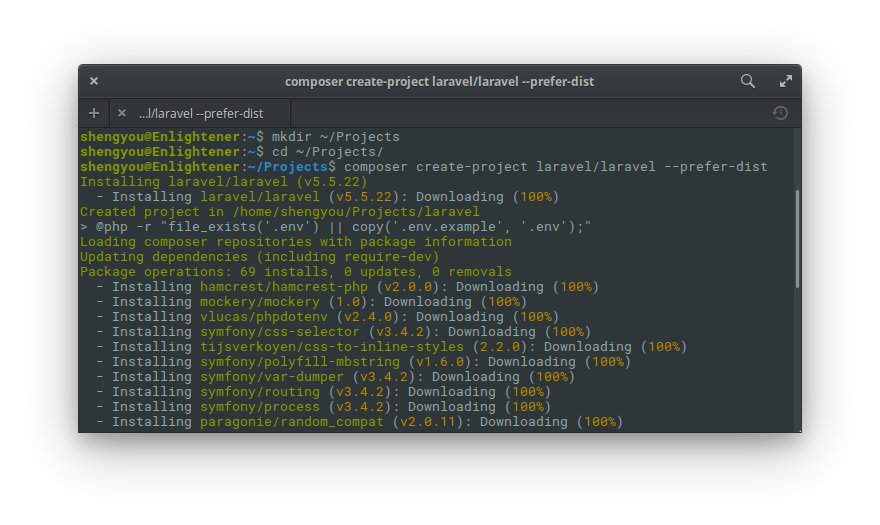 composer create-project laravel/laravel --prefer-dist
...l/laravel --prefer-dist
shengyou@Enlightener:~$ mkdir ~/Projects
shengyou@Enlightener:~$ cd ~/Projects/
shengyou@Enlightener:~/Projects$ composer create-project laravel/laravel --prefer-dist
Installing laravel/laravel (v5.5.22)
  - Installing laravel/laravel (v5.5.22): Downloading (100%)
Created project in /home/shengyou/Projects/laravel
> @php -r "file_exists('.env') || copy('.env.example', '.env');"
Loading composer repositories with package information
Updating dependencies (including require-dev)
Package operations: 69 installs, 0 updates, 0 removals
  - Installing hamcrest/hamcrest-php (v2.0.0): Downloading (100%)
  - Installing mockery/mockery (1.0): Downloading (100%)
  - Installing vlucas/phpdotenv (v2.4.0): Downloading (100%)
  - Installing symfony/css-selector (v3.4.2): Downloading (100%)
  - Installing tijsverkoyen/css-to-inline-styles (2.2.0): Downloading (100%)
  - Installing symfony/polyfill-mbstring (v1.6.0): Downloading (100%)
  - Installing symfony/var-dumper (v3.4.2): Downloading (100%)
  - Installing symfony/routing (v3.4.2): Downloading (100%)
  - Installing symfony/process (v3.4.2): Downloading (100%)
  - Installing paragonie/random_compat (v2.0.11): Downloading (100%)